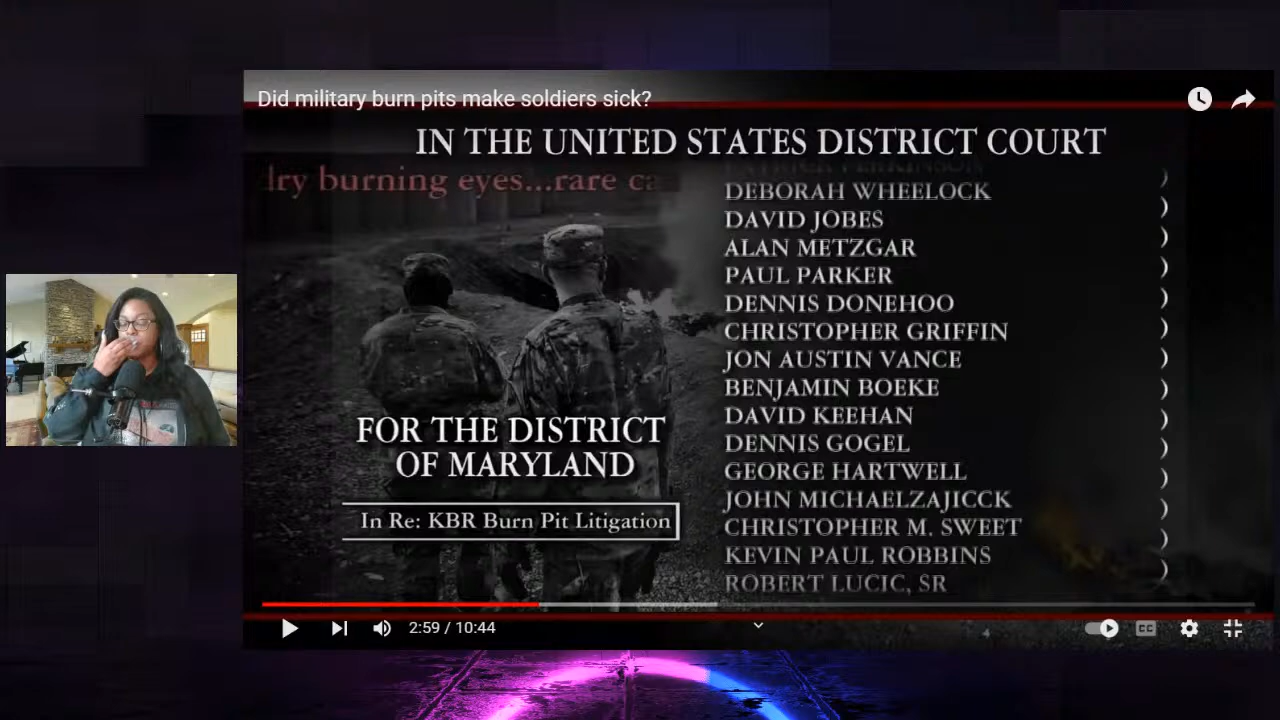 Did military burn pits make soldiers sick?
IN THE UNITED STATES DISTRICT COURT
dry burning eyes...rare ca
DEBORAH WHEELOCK )
DAVID JOBES )
ALAN METZGAR )
PAUL PARKER )
DENNIS DONEHOO )
CHRISTOPHER GRIFFIN )
JON AUSTIN VANCE )
BENJAMIN BOEKE )
DAVID KEEHAN )
DENNIS GOGEL )
GEORGE HARTWELL )
JOHN MICHAELZAJICCK )
CHRISTOPHER M. SWEET )
KEVIN PAUL ROBBINS )
ROBERT LUCIC, SR
FOR THE DISTRICT
OF MARYLAND
In Re: KBR Burn Pit Litigation
2:59 / 10:44
CC